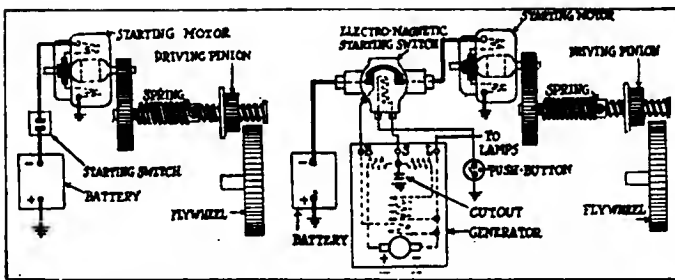 STARTING MOTOR
DRIVING PINION
SPRING
STARTING SWITCH
-
+
BATTERY
FLYWHEEL
ELECTRO-MAGNETIC
STARTING SWITCH
STARTING MOTOR
DRIVING PINION
SPRING
TO
LAMPS
PUSH-BUTTON
-
+
BATTERY
CUTOUT
GENERATOR
+ -
FLYWHEEL